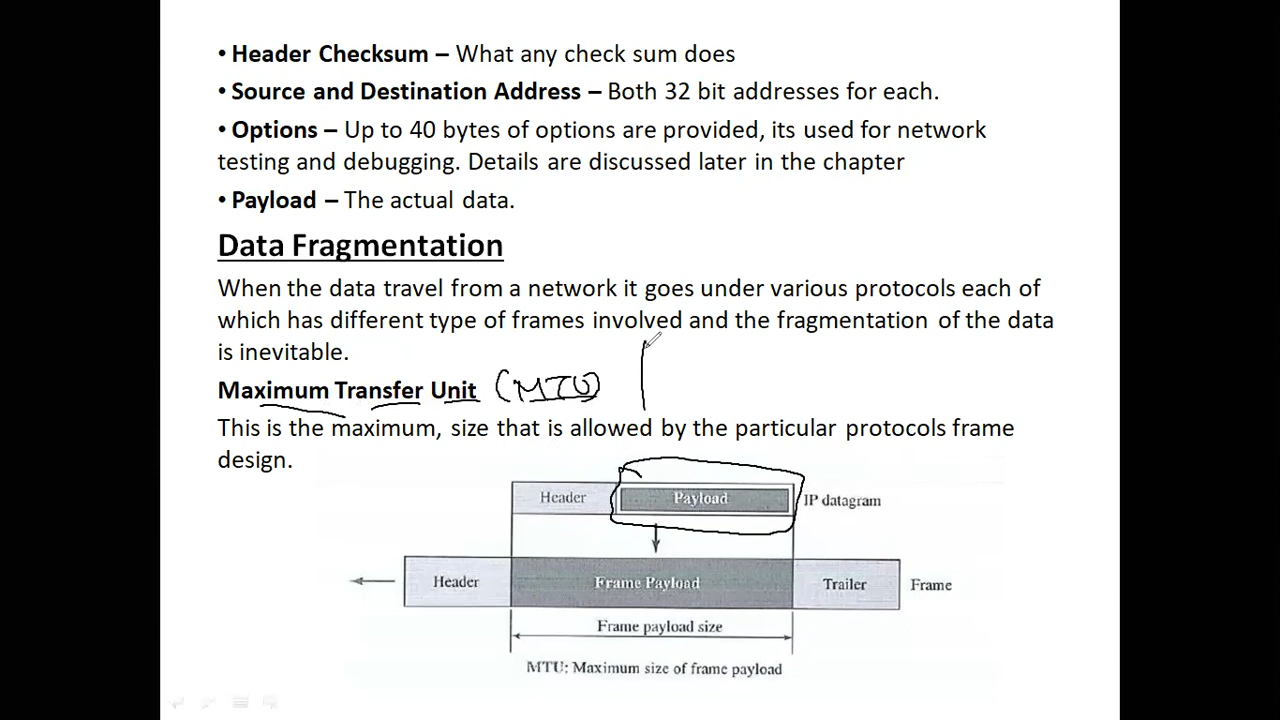 • Header Checksum – What any check sum does
• Source and Destination Address – Both 32 bit addresses for each.
• Options – Up to 40 bytes of options are provided, its used for network
testing and debugging. Details are discussed later in the chapter
• Payload – The actual data.
Data Fragmentation
When the data travel from a network it goes under various protocols each of
which has different type of frames involved and the fragmentation of the data
is inevitable.
Maximum Transfer Unit (MTU)
This is the maximum, size that is allowed by the particular protocols frame
design.
Header Payload IP datagram
Header Frame Payload Trailer Frame
Frame payload size
MTU: Maximum size of frame payload